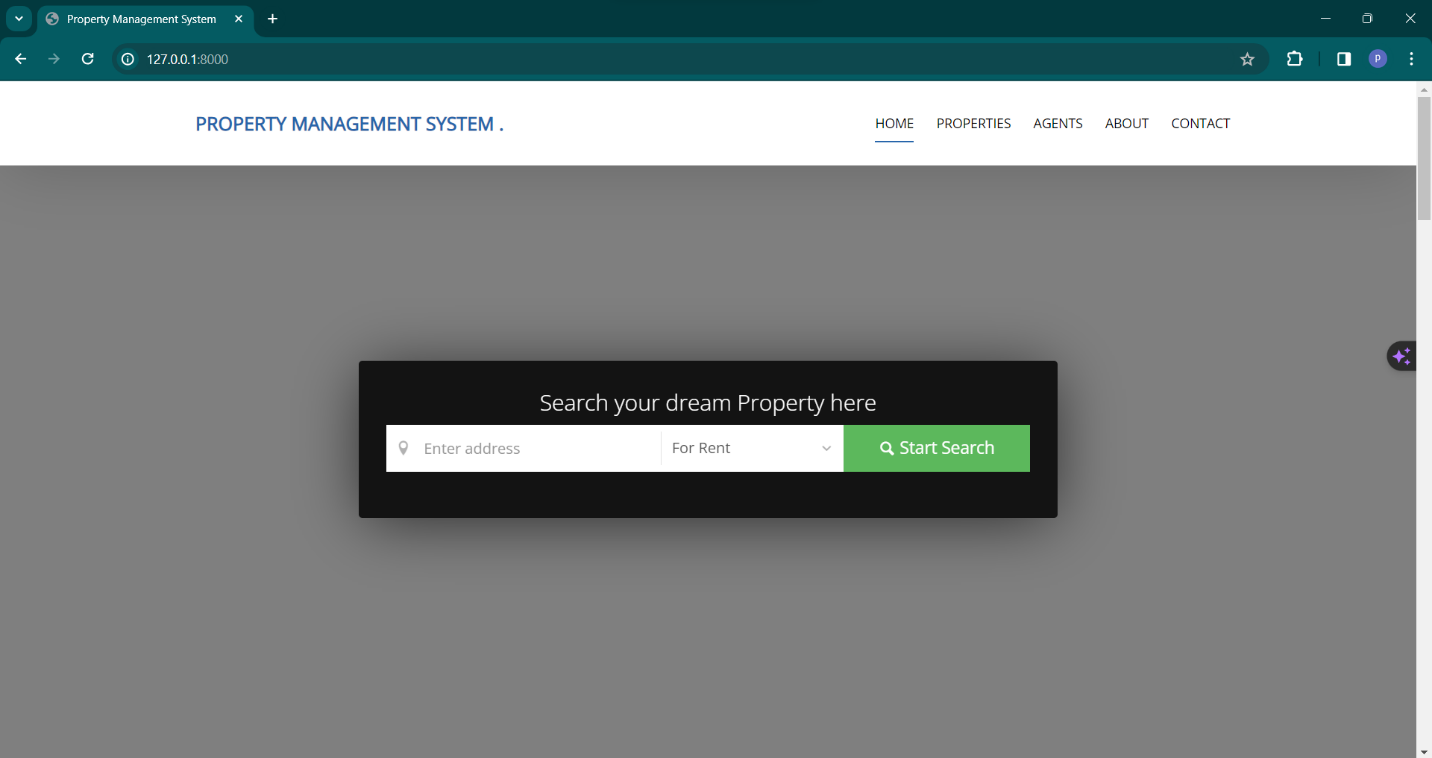 Property Management System
127.0.0.1:8000
P
PROPERTY MANAGEMENT SYSTEM .
HOME PROPERTIES AGENTS ABOUT CONTACT
Search your dream Property here
Enter address For Rent Start Search